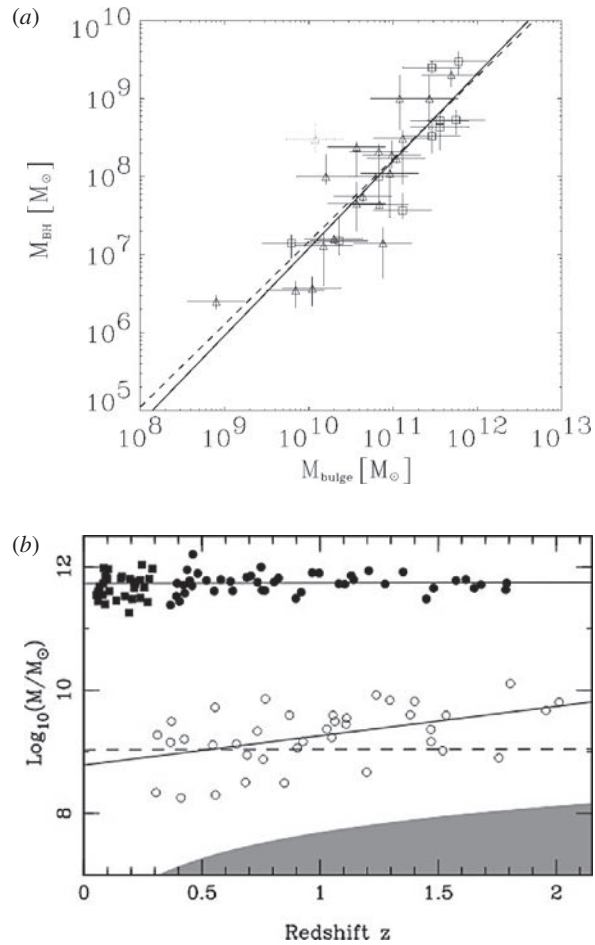 (a)
10^10
10^9
10^8
10^7
10^6
10^5
M_BH [M_⊙]
10^8 10^9 10^10 10^11 10^12 10^13
M_bulge [M_⊙]
(b)
12
10
8
Log_10(M/M_⊙)
0 0.5 1 1.5 2
Redshift z